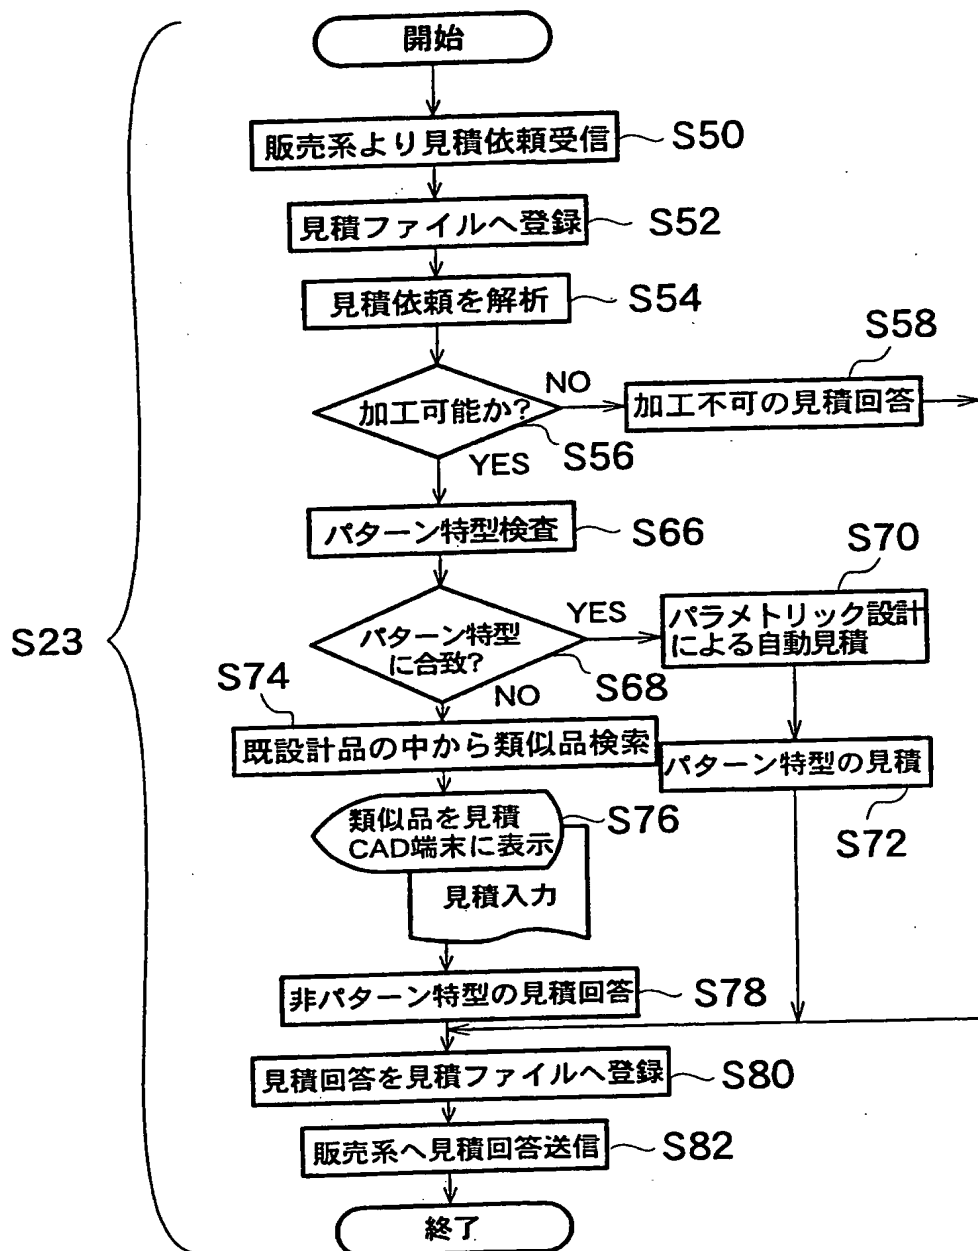 開始
販売系より見積依頼受信
S50
見積ファイルへ登録
S52
見積依頼を解析
S54
S58
加工可能か?
NO
加工不可の見積回答
S56
YES
パターン特型検査
S66
S70
パターン特型
に合致?
YES
パラメトリック設計
による自動見積
S23
S68
S74
NO
既設計品の中から類似品検索
パターン特型の見積
S72
類似品を見積
CAD端末に表示
S76
見積入力
非パターン特型の見積回答
S78
見積回答を見積ファイルへ登録
S80
販売系へ見積回答送信
S82
終了